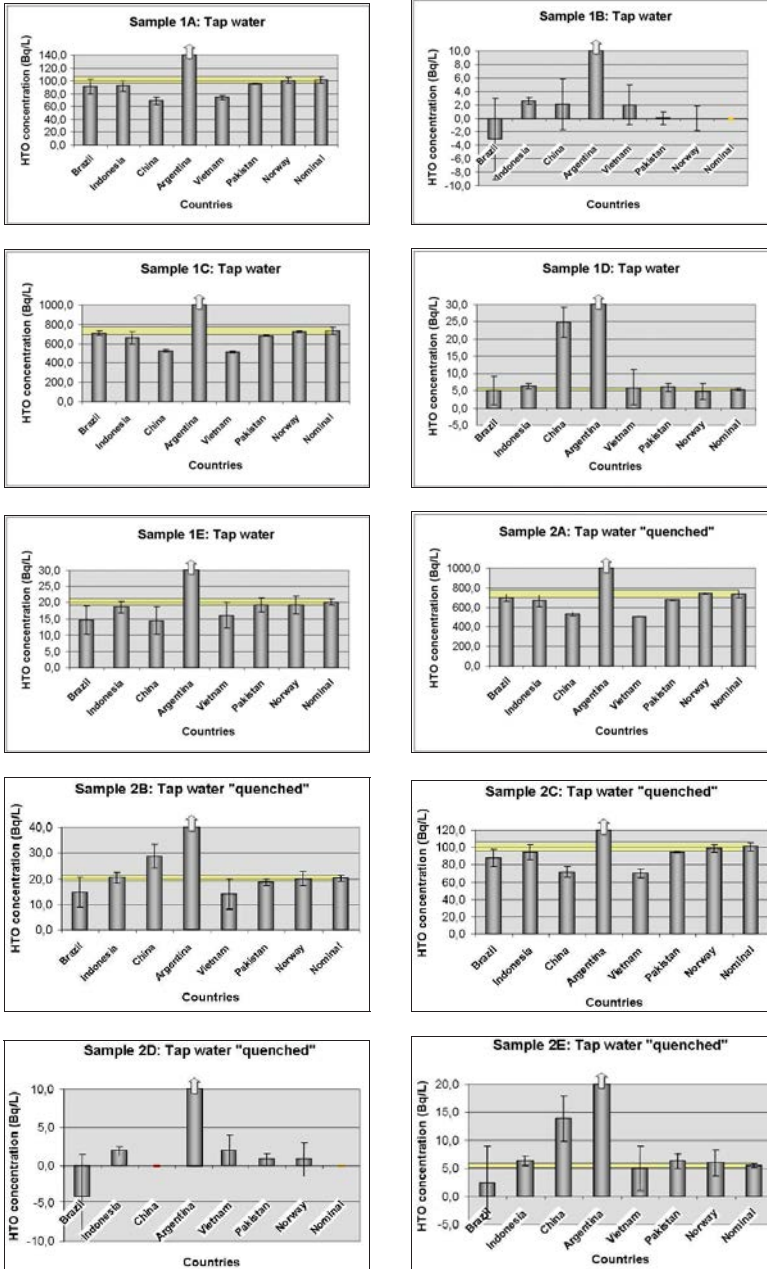 Sample 1A: Tap water
HTO concentration (Bq/L)
140,0
120,0
100,0
80,0
60,0
40,0
20,0
0,0
Brazil
Indonesia
China
Argentina
Vietnam
Pakistan
Norway
Nominal
Countries
Sample 1B: Tap water
HTO concentration (Bq/L)
10,0
8,0
6,0
4,0
2,0
0,0
-2,0
-4,0
-6,0
-8,0
-10,0
Brazil
Indonesia
China
Argentina
Vietnam
Pakistan
Norway
Nominal
Countries
Sample 1C: Tap water
HTO concentration (Bq/L)
1000,0
800,0
600,0
400,0
200,0
0,0
Brazil
Indonesia
China
Argentina
Vietnam
Pakistan
Norway
Nominal
Countries
Sample 1D: Tap water
HTO concentration (Bq/L)
30,0
25,0
20,0
15,0
10,0
5,0
0,0
-5,0
Brazil
Indonesia
China
Argentina
Vietnam
Pakistan
Norway
Nominal
Countries
Sample 1E: Tap water
HTO concentration (Bq/L)
30,0
25,0
20,0
15,0
10,0
5,0
0,0
Brazil
Indonesia
China
Argentina
Vietnam
Pakistan
Norway
Nominal
Countries
Sample 2A: Tap water "quenched"
HTO concentration (Bq/L)
1000,0
800,0
600,0
400,0
200,0
0,0
Brazil
Indonesia
China
Argentina
Vietnam
Pakistan
Norway
Nominal
Countries
Sample 2B: Tap water "quenched"
HTO concentration (Bq/L)
40,0
30,0
20,0
10,0
0,0
Brazil
Indonesia
China
Argentina
Vietnam
Pakistan
Norway
Nominal
Countries
Sample 2C: Tap water "quenched"
HTO concentration (Bq/L)
120,0
100,0
80,0
60,0
40,0
20,0
0,0
Brazil
Indonesia
China
Argentina
Vietnam
Pakistan
Norway
Nominal
Countries
Sample 2D: Tap water "quenched"
HTO concentration (Bq/L)
10,0
5,0
0,0
-5,0
-10,0
Brazil
Indonesia
China
Argentina
Vietnam
Pakistan
Norway
Nominal
Countries
Sample 2E: Tap water "quenched"
HTO concentration (Bq/L)
20,0
15,0
10,0
5,0
0,0
-5,0
Brazil
Indonesia
China
Argentina
Vietnam
Pakistan
Norway
Nominal
Countries